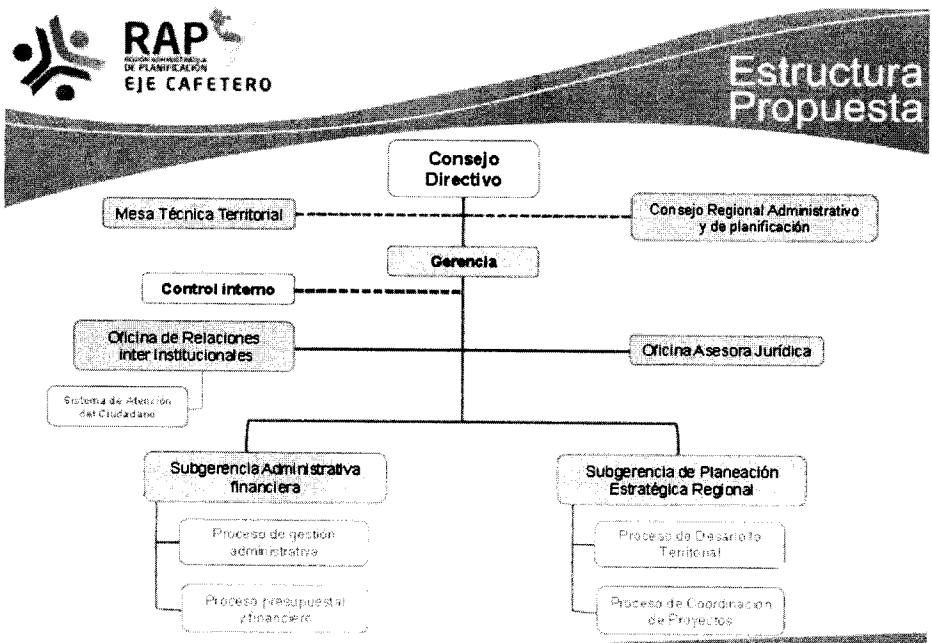 RAP
REGIÓN ADMINISTRATIVA
DE PLANIFICACIÓN
EJE CAFETERO
Estructura
Propuesta
Consejo
Directivo
Mesa Técnica Territorial
Consejo Regional Administrativo
y de planificación
Gerencia
Control interno
Oficina de Relaciones
inter Institucionales
Oficina Asesora Jurídica
Sistema de Atención
del Ciudadano
Subgerencia Administrativa
financiera
Subgerencia de Planeación
Estratégica Regional
Proceso de gestión
administrativa
Proceso de Desarrollo
Territorial
Proceso presupuestal
y financiero
Proceso de Coordinación
de Proyectos